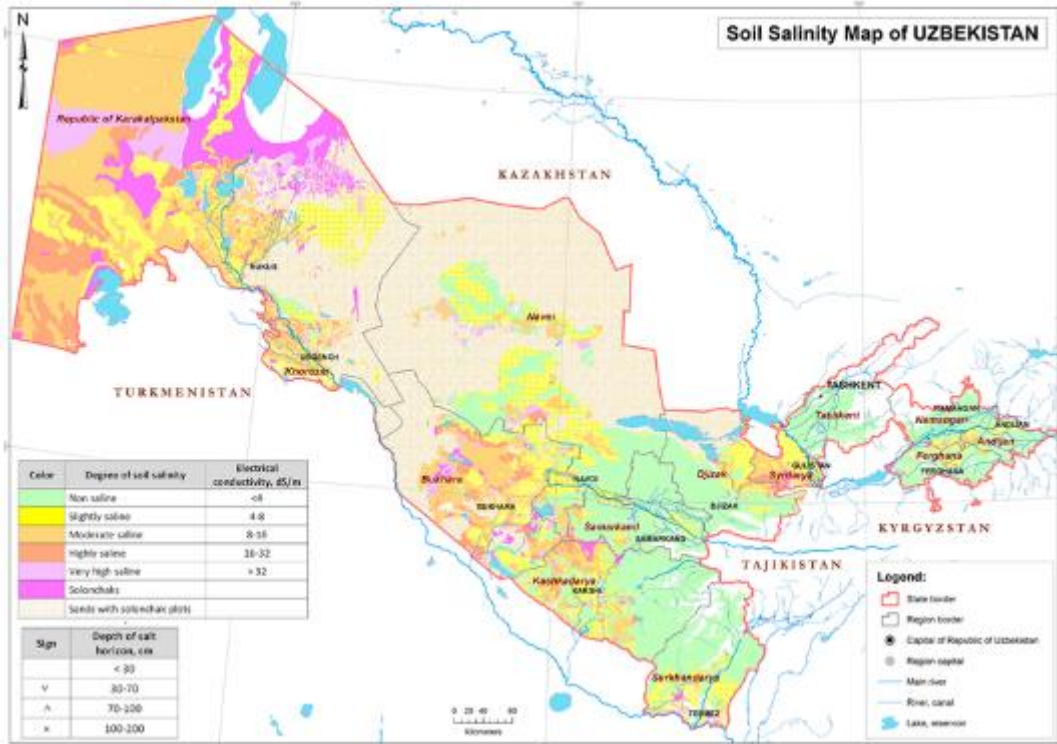 N
Soil Salinity Map of UZBEKISTAN
Republic of Karakalpakstan
KAZAKHSTAN
NUKUS
Navoi
URGENCH
Khorezm
TURKMENISTAN
TASHKENT
Tashkent
NAMANGAN
Namangan
ANDIJAN
Andijan
Ferghana
FERGHANA
GULISTAN
Syrdarya
Djizak
DJIZAK
Bukhara
BUKHARA
NAVOI
Samarkand
SAMARKAND
KYRGYZSTAN
TAJIKISTAN
Kashkadarya
KARSHI
Surkhandarya
TERMEZ
Color Degree of soil salinity Electrical conductivity, dS/m
Non saline <4
Slightly saline 4-8
Moderate saline 8-16
Highly saline 16-32
Very high saline > 32
Solonchaks
Sands with solonchak plots
Sign Depth of salt horizon, cm
< 30
v 30-70
^ 70-100
x 100-200
0 20 40 80
Kilometers
Legend:
State border
Region border
Capital of Republic of Uzbekistan
Region capital
Main river
River, canal
Lake, reservoir